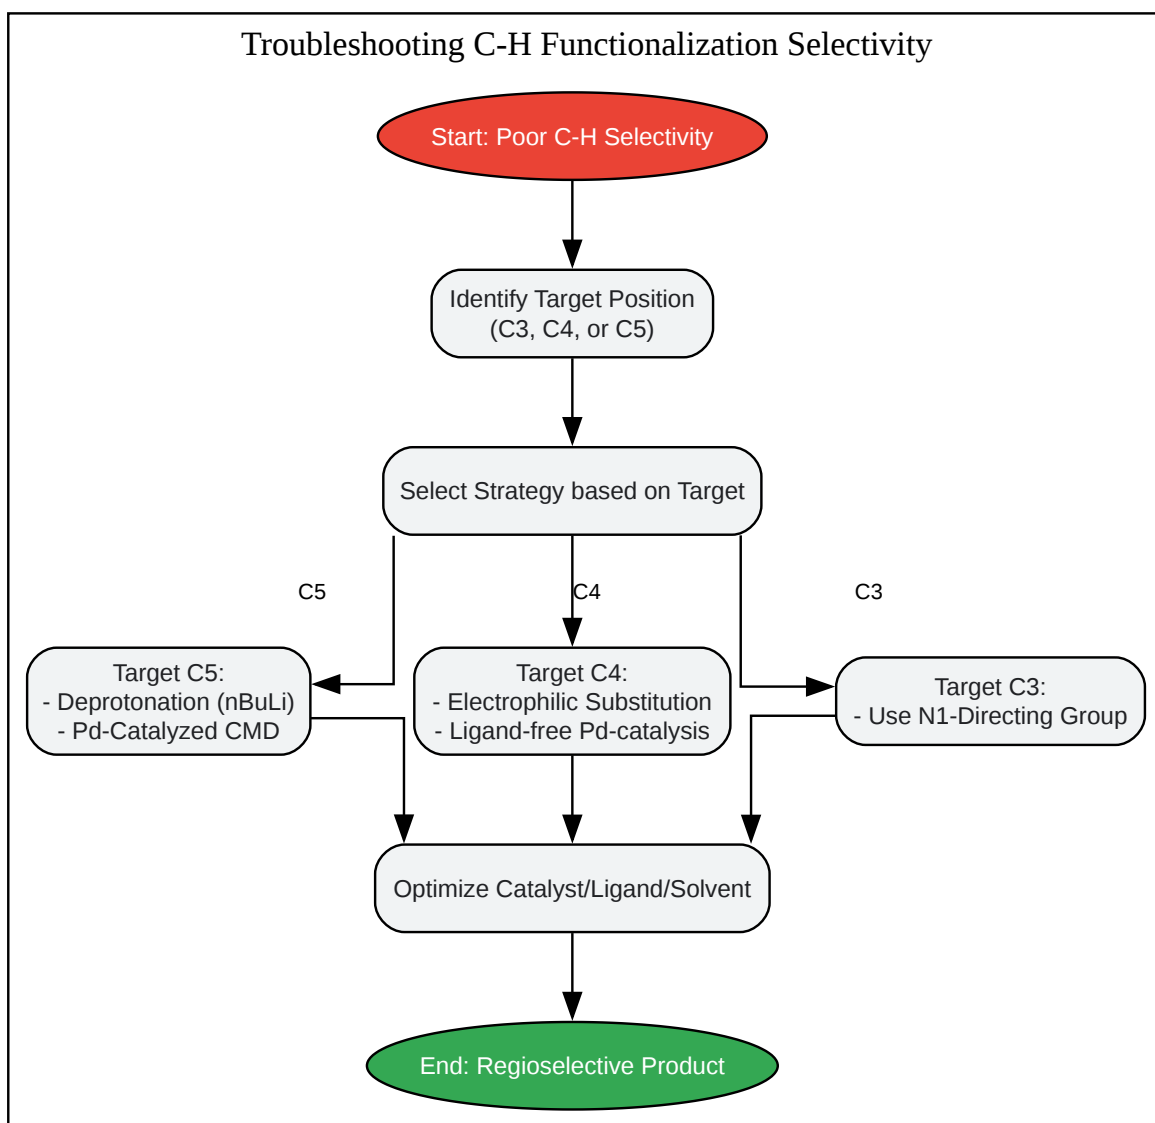 Troubleshooting C-H Functionalization Selectivity
Start: Poor C-H Selectivity
Identify Target Position
(C3, C4, or C5)
Select Strategy based on Target
C5
C4
C3
Target C5:
- Deprotonation (nBuLi)
- Pd-Catalyzed CMD
Target C4:
- Electrophilic Substitution
- Ligand-free Pd-catalysis
Target C3:
- Use N1-Directing Group
Optimize Catalyst/Ligand/Solvent
End: Regioselective Product